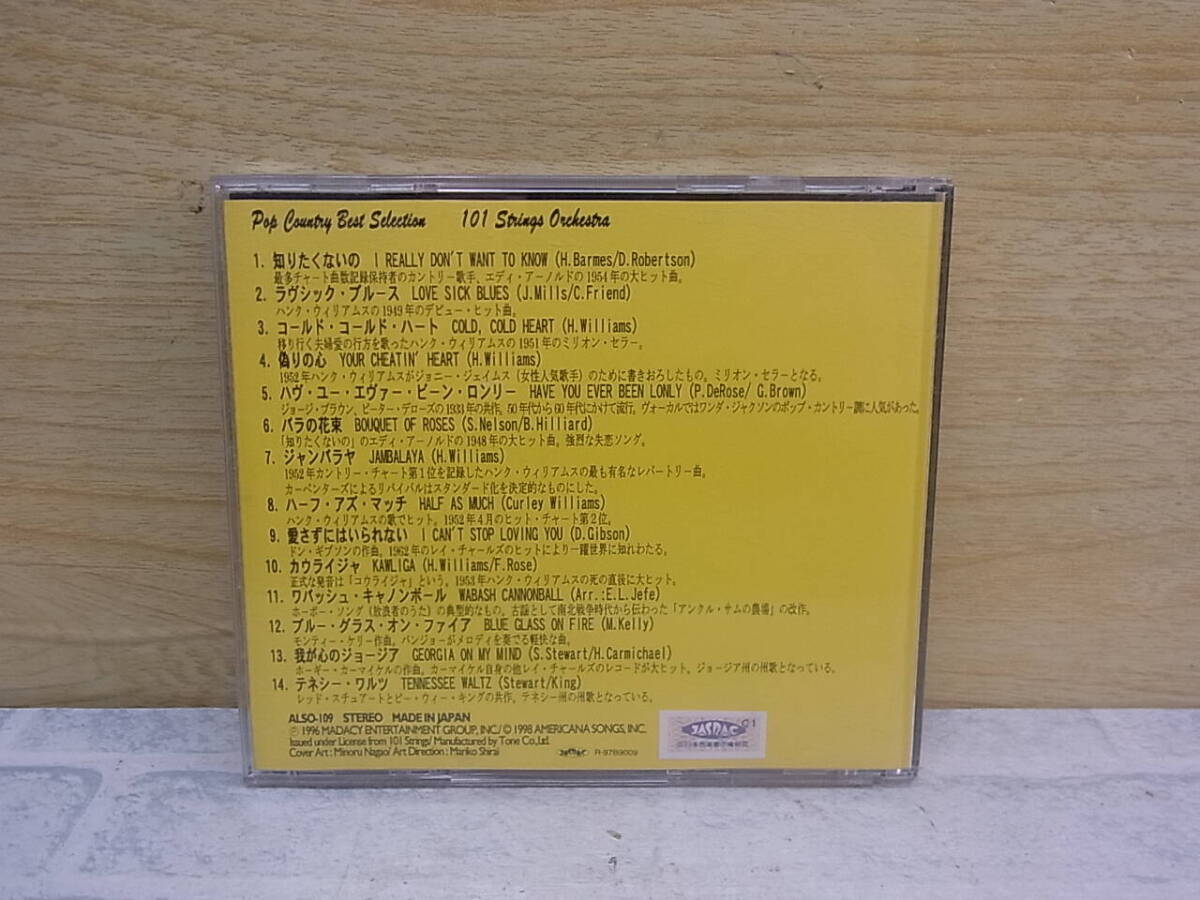 Pop Country Best Selection 101 Strings Orchestra
1. 知りたくないの I REALLY DON'T WANT TO KNOW (H.Barmes/D.Robertson)
最多チャート曲数記録保持者のカントリー歌手、エディ・アーノルドの1954年の大ヒット曲。
2. ラヴシック・ブルース LOVE SICK BLUES (J.Mills/C.Friend)
ハンク・ウィリアムスの1949年のデビュー・ヒット曲。
3. コールド・コールド・ハート COLD, COLD HEART (H.Williams)
移り行く夫婦愛の行方を歌ったハンク・ウィリアムスの1951年のミリオン・セラー。
4. 偽りの心 YOUR CHEATIN' HEART (H.Williams)
1952年ハンク・ウィリアムスがジョニー・ジェイムス(女性人気歌手)のために書きおろしたもの。ミリオン・セラーとなる。
5. ハヴ・ユー・エヴァー・ビーン・ロンリー HAVE YOU EVER BEEN LONLY (P.DeRose/ G.Brown)
ジョージ・ブラウン、ピーター・デローズの1933年の共作。50年代から60年代にかけて流行。ヴォーカルではワンダ・ジャクソンのポップ・カントリー調に人気があった。
6. バラの花束 BOUQUET OF ROSES (S.Nelson/B.Hilliard)
「知りたくないの」のエディ・アーノルドの1948年の大ヒット曲。強烈な失恋ソング。
7. ジャンバラヤ JAMBALAYA (H.Williams)
1952年カントリー・チャート第1位を記録したハンク・ウィリアムスの最も有名なレパートリー曲。
カーペンターズによるリバイバルはスタンダード化を決定的なものにした。
8. ハーフ・アズ・マッチ HALF AS MUCH (Curley Williams)
ハンク・ウィリアムスの歌でヒット。1952年4月のヒット・チャート第2位。
9. 愛さずにはいられない I CAN'T STOP LOVING YOU (D.Gibson)
ドン・ギブソンの作曲。1962年のレイ・チャールズのヒットにより一躍世界に知れわたる。
10. カウライジャ KAWLIGA (H.Williams/F.Rose)
正式な発音は「コウライジャ」という。1953年ハンク・ウィリアムスの死の直後に大ヒット。
11. ワバッシュ・キャノンボール WABASH CANNONBALL (Arr.:E.L.Jefe)
ホーボー・ソング(放浪者のうた)の典型的なもの。古謡として南北戦争時代から伝わった「アンクル・サムの農場」の改作。
12. ブルー・グラス・オン・ファイア BLUE GLASS ON FIRE (M.Kelly)
モンティー・ケリー作曲。バンジョーがメロディを奏でる軽快な曲。
13. 我が心のジョージア GEORGIA ON MY MIND (S.Stewart/H.Carmichael)
ホーギー・カーマイケルの作曲。カーマイケル自身の他レイ・チャールズのレコードが大ヒット。ジョージア州の州歌となっている。
14. テネシー・ワルツ TENNESSEE WALTZ (Stewart/King)
レッド・スチュアートとピー・ウィー・キングの共作。テネシー州の州歌となっている。
ALSO-109 STEREO MADE IN JAPAN
Ⓟ 1996 MADACY ENTERTAINMENT GROUP, INC./ © 1998 AMERICANA SONGS, INC.
Issued under License from 101 Strings/ Manufactured by Tone Co., Ltd.
Cover Art : Minoru Nagao/ Art Direction : Mariko Shirai
JASRAC R-9789009
JASRAC C1